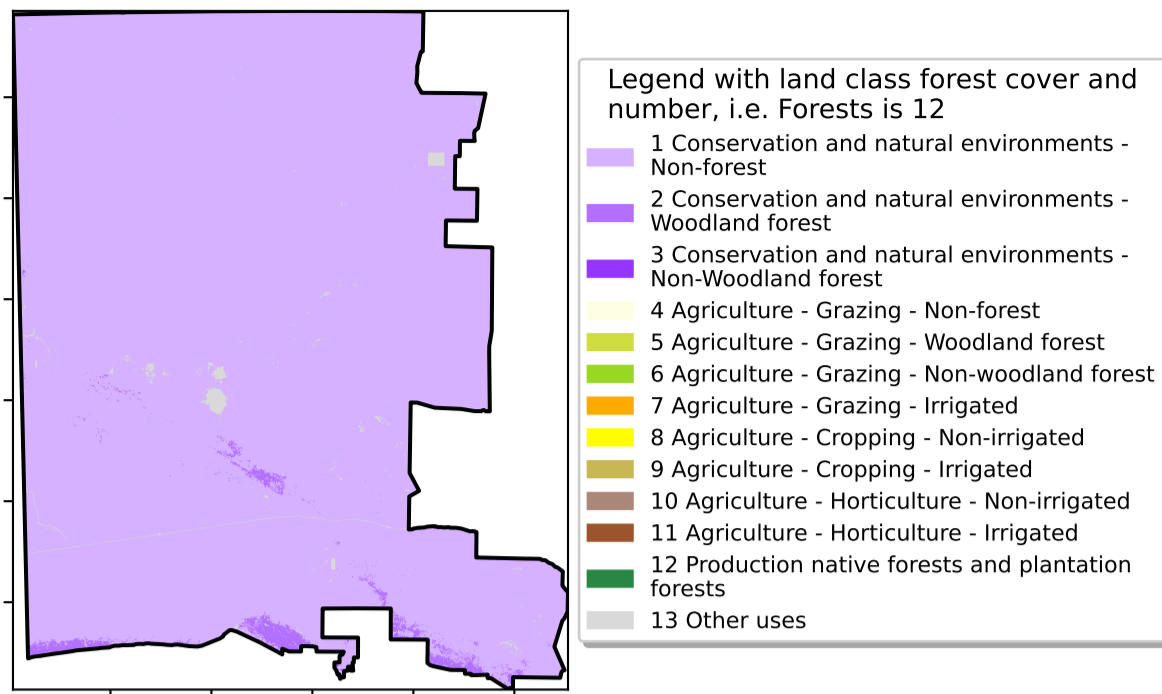 Legend with land class forest cover and
number, i.e. Forests is 12
1 Conservation and natural environments -
Non-forest
2 Conservation and natural environments -
Woodland forest
3 Conservation and natural environments -
Non-Woodland forest
4 Agriculture - Grazing - Non-forest
5 Agriculture - Grazing - Woodland forest
6 Agriculture - Grazing - Non-woodland forest
7 Agriculture - Grazing - Irrigated
8 Agriculture - Cropping - Non-irrigated
9 Agriculture - Cropping - Irrigated
10 Agriculture - Horticulture - Non-irrigated
11 Agriculture - Horticulture - Irrigated
12 Production native forests and plantation
forests
13 Other uses